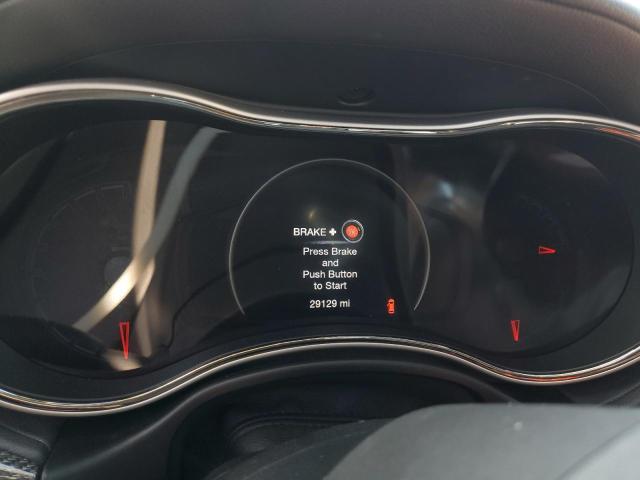 BRAKE +
Press Brake
and
Push Button
to Start
29129 mi